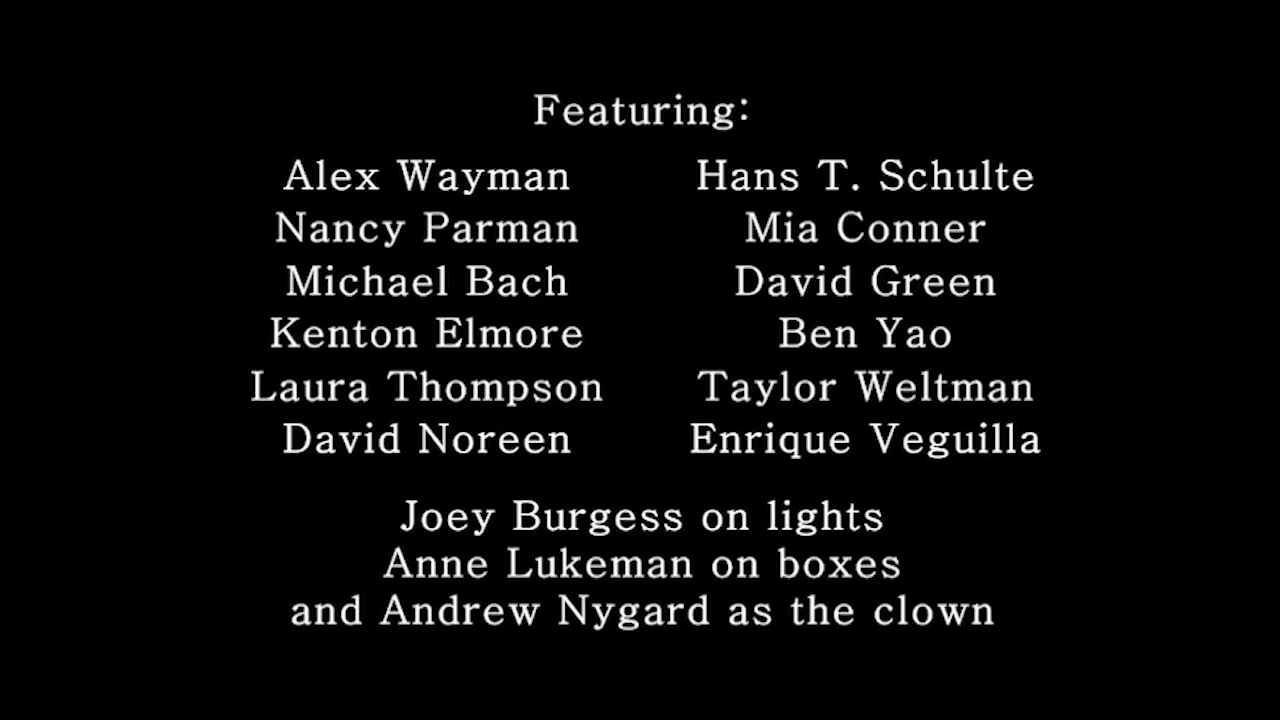 Featuring:
Alex Wayman
Hans T. Schulte
Nancy Parman
Mia Conner
Michael Bach
David Green
Kenton Elmore
Ben Yao
Laura Thompson
Taylor Weltman
David Noreen
Enrique Veguilla
Joey Burgess on lights
Anne Lukeman on boxes
and Andrew Nygard as the clown